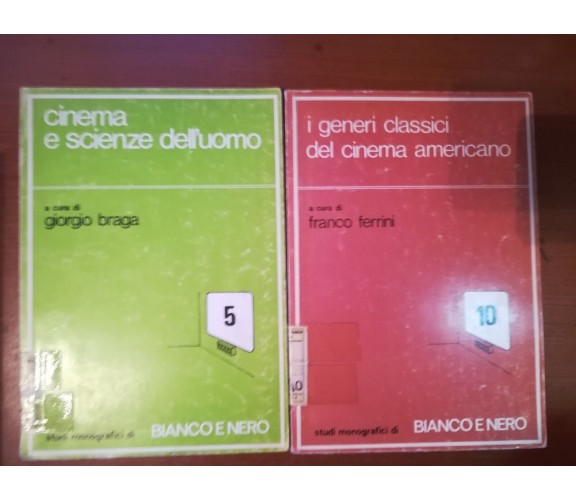 cinema
e scienze dell'uomo
a cura di
giorgio braga
5
studi monografici di BIANCO E NERO
i generi classici
del cinema americano
a cura di
franco ferrini
10
studi monografici di BIANCO E NERO